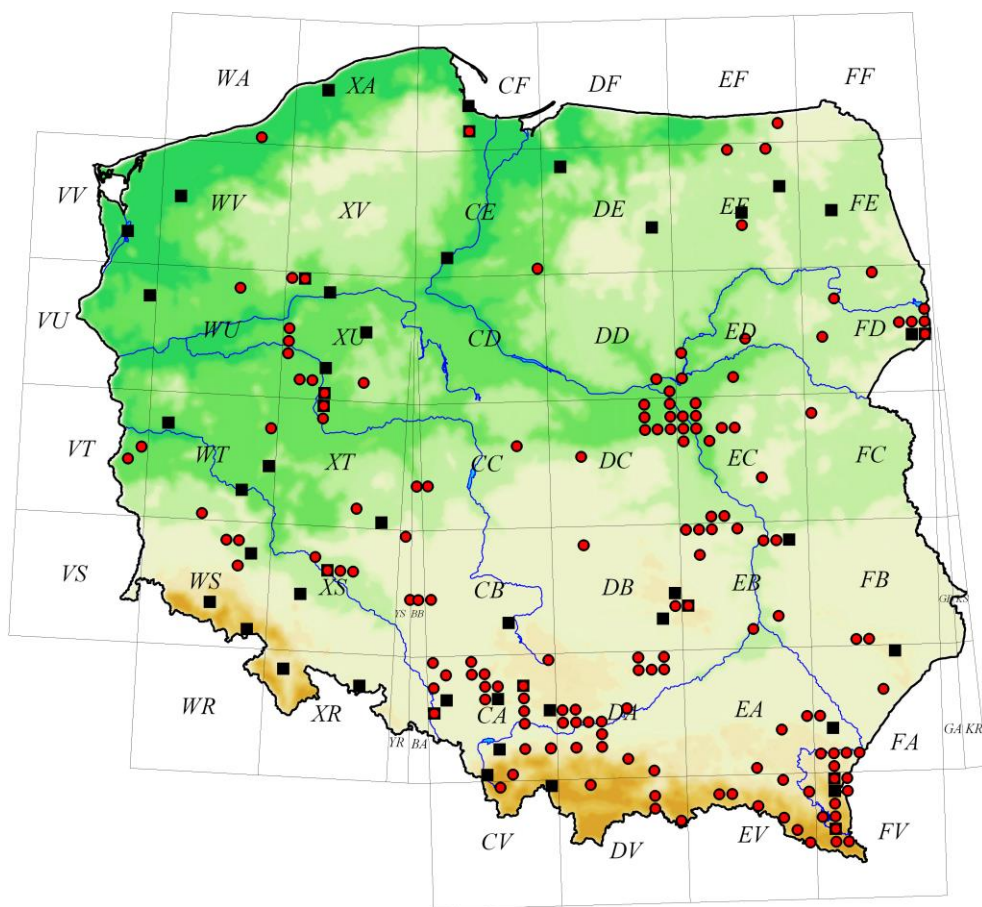 WA XA CF DF EF FF
VV WV XV CE DE EE FE
VU WU XU CD DD ED FD
VT WT XT CC DC EC FC
VS WS XS YS BB CB DB EB FB
WR XR YR BA CA DA EA FA GA KR
CV DV EV FV